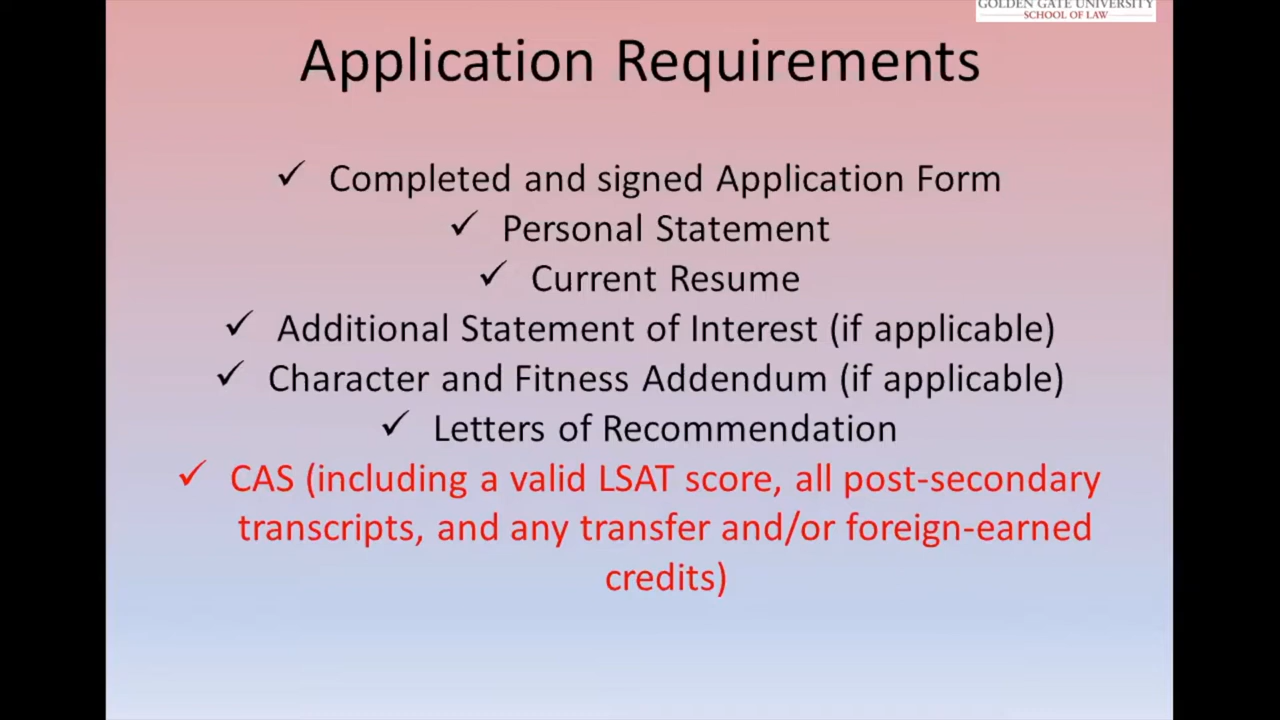 GOLDEN GATE UNIVERSITY
SCHOOL OF LAW
Application Requirements
✓ Completed and signed Application Form
✓ Personal Statement
✓ Current Resume
✓ Additional Statement of Interest (if applicable)
✓ Character and Fitness Addendum (if applicable)
✓ Letters of Recommendation
✓ CAS (including a valid LSAT score, all post-secondary
transcripts, and any transfer and/or foreign-earned
credits)